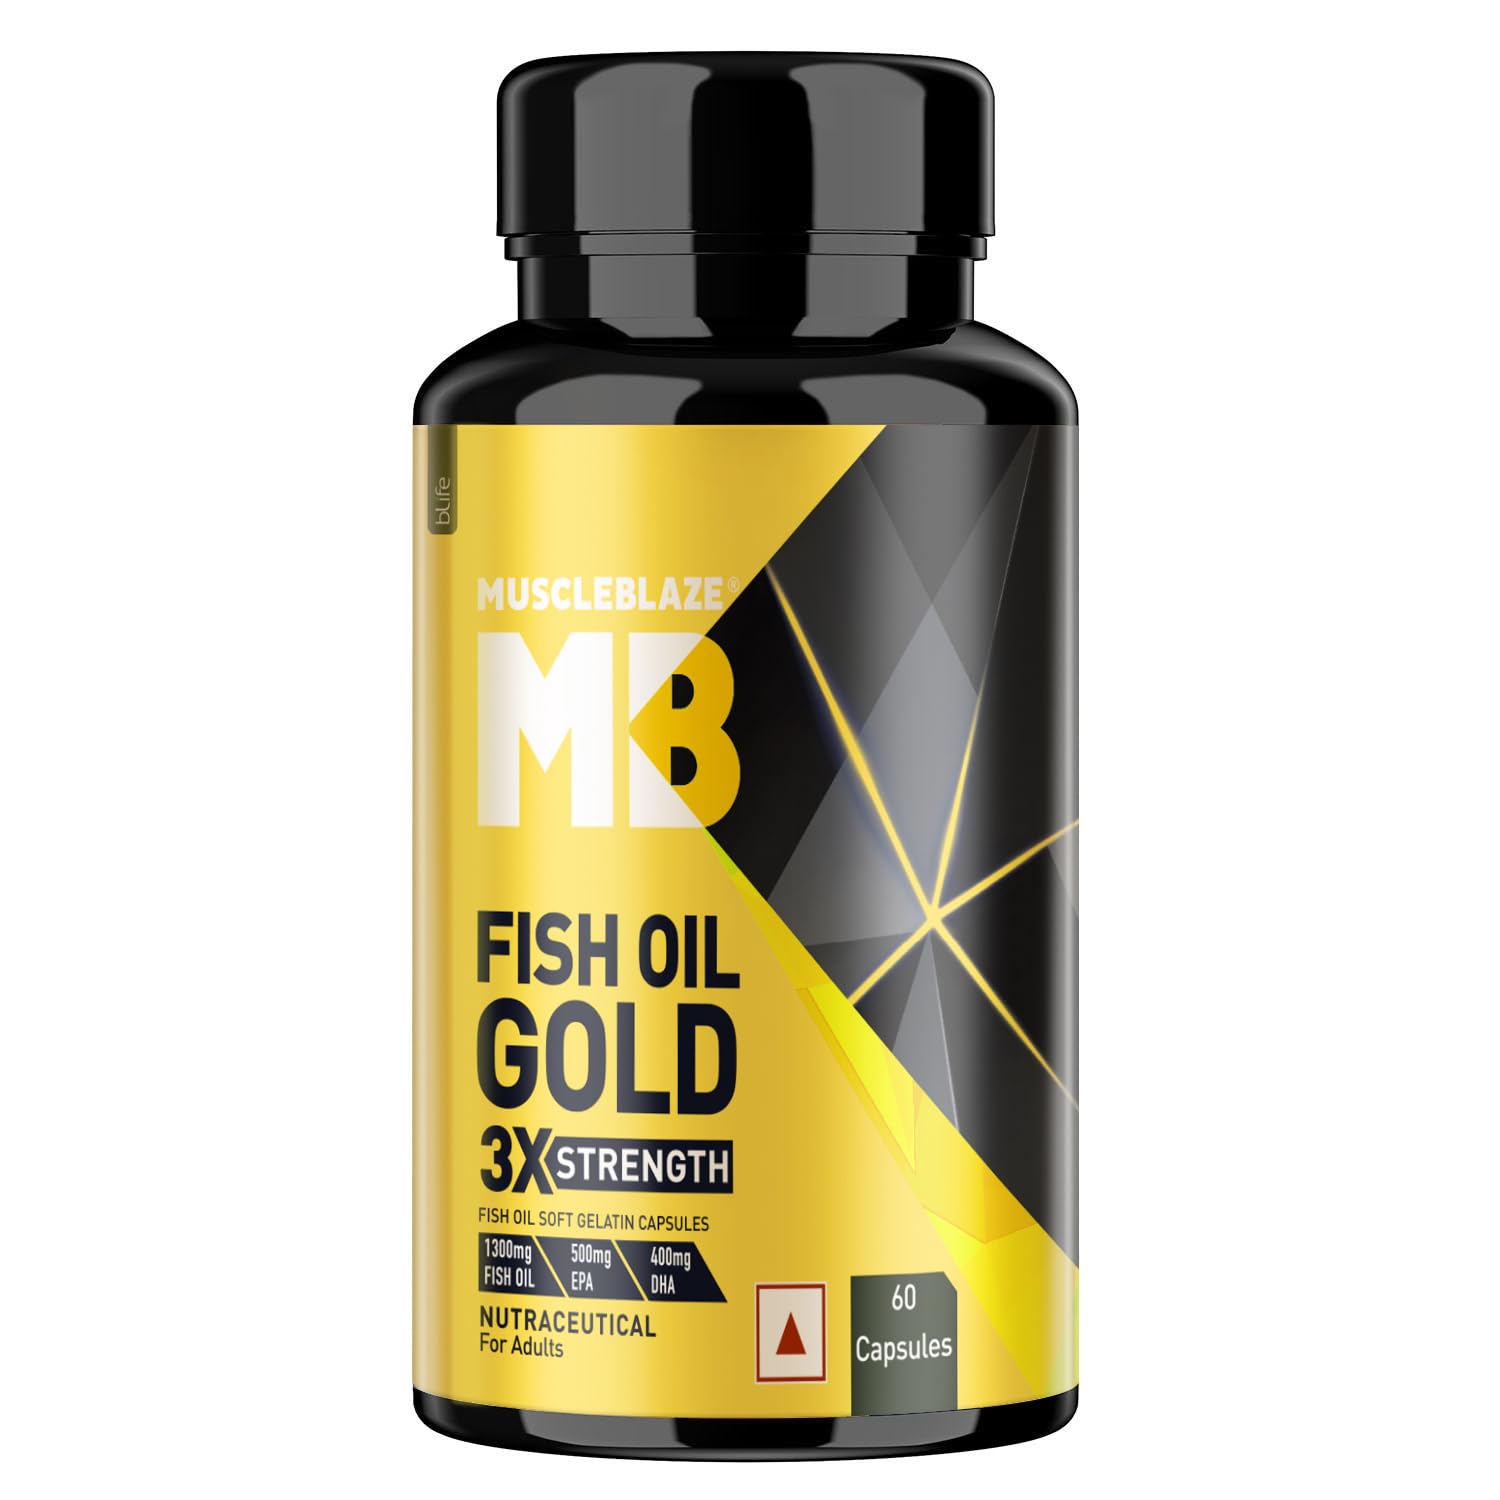 bLife
MUSCLEBLAZE®
MB
FISH OIL
GOLD
3X STRENGTH
FISH OIL SOFT GELATIN CAPSULES
1300mg 500mg 400mg
FISH OIL EPA DHA
NUTRACEUTICAL
For Adults
60
Capsules